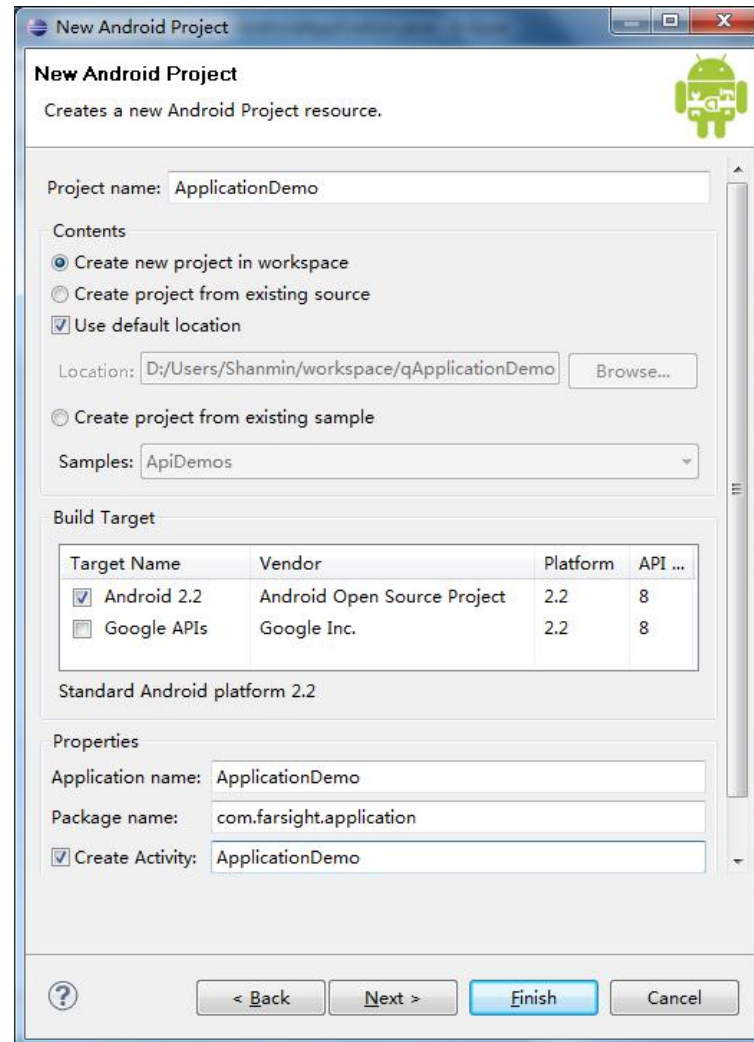 New Android Project
New Android Project
Creates a new Android Project resource.
Project name: ApplicationDemo
Contents
Create new project in workspace
Create project from existing source
Use default location
Location: D:/Users/Shanmin/workspace/qApplicationDemo Browse...
Create project from existing sample
Samples: ApiDemos
Build Target
Target Name Vendor Platform API ...
Android 2.2 Android Open Source Project 2.2 8
Google APIs Google Inc. 2.2 8
Standard Android platform 2.2
Properties
Application name: ApplicationDemo
Package name: com.farsight.application
Create Activity: ApplicationDemo
? < Back Next > Finish Cancel